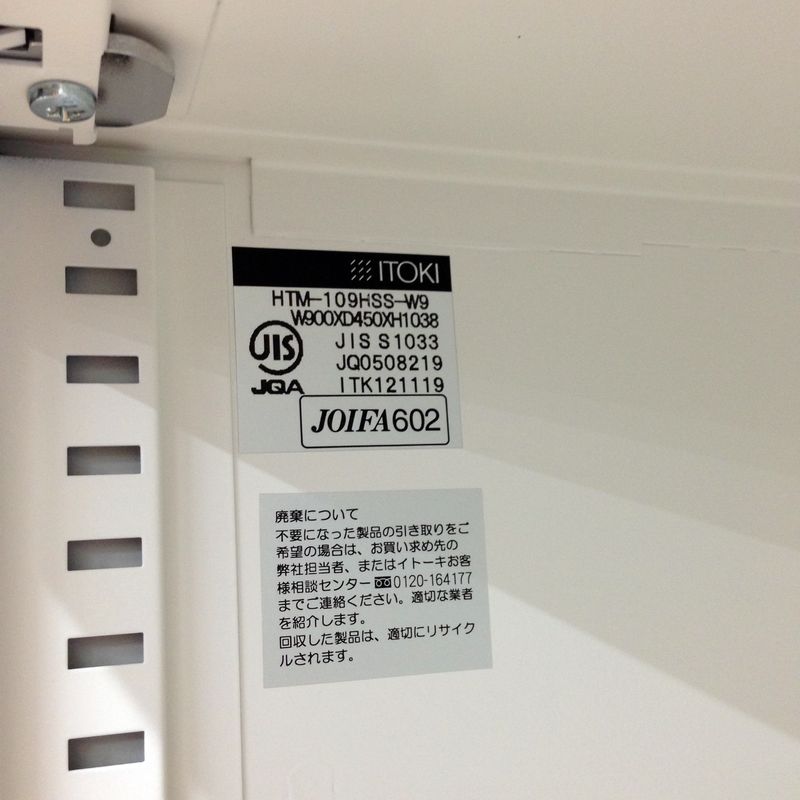 ITOKI
HTM-109HSS-W9
W900XD450XH1038
JIS
JIS S1033
JQ0508219
JQA
ITK121119
JOIFA602
廃棄について
不要になった製品の引き取りをご
希望の場合は、お買い求め先の
弊社担当者、またはイトーキお客
様相談センター 0120-164177
までご連絡ください。適切な業者
を紹介します。
回収した製品は、適切にリサイク
ルされます。